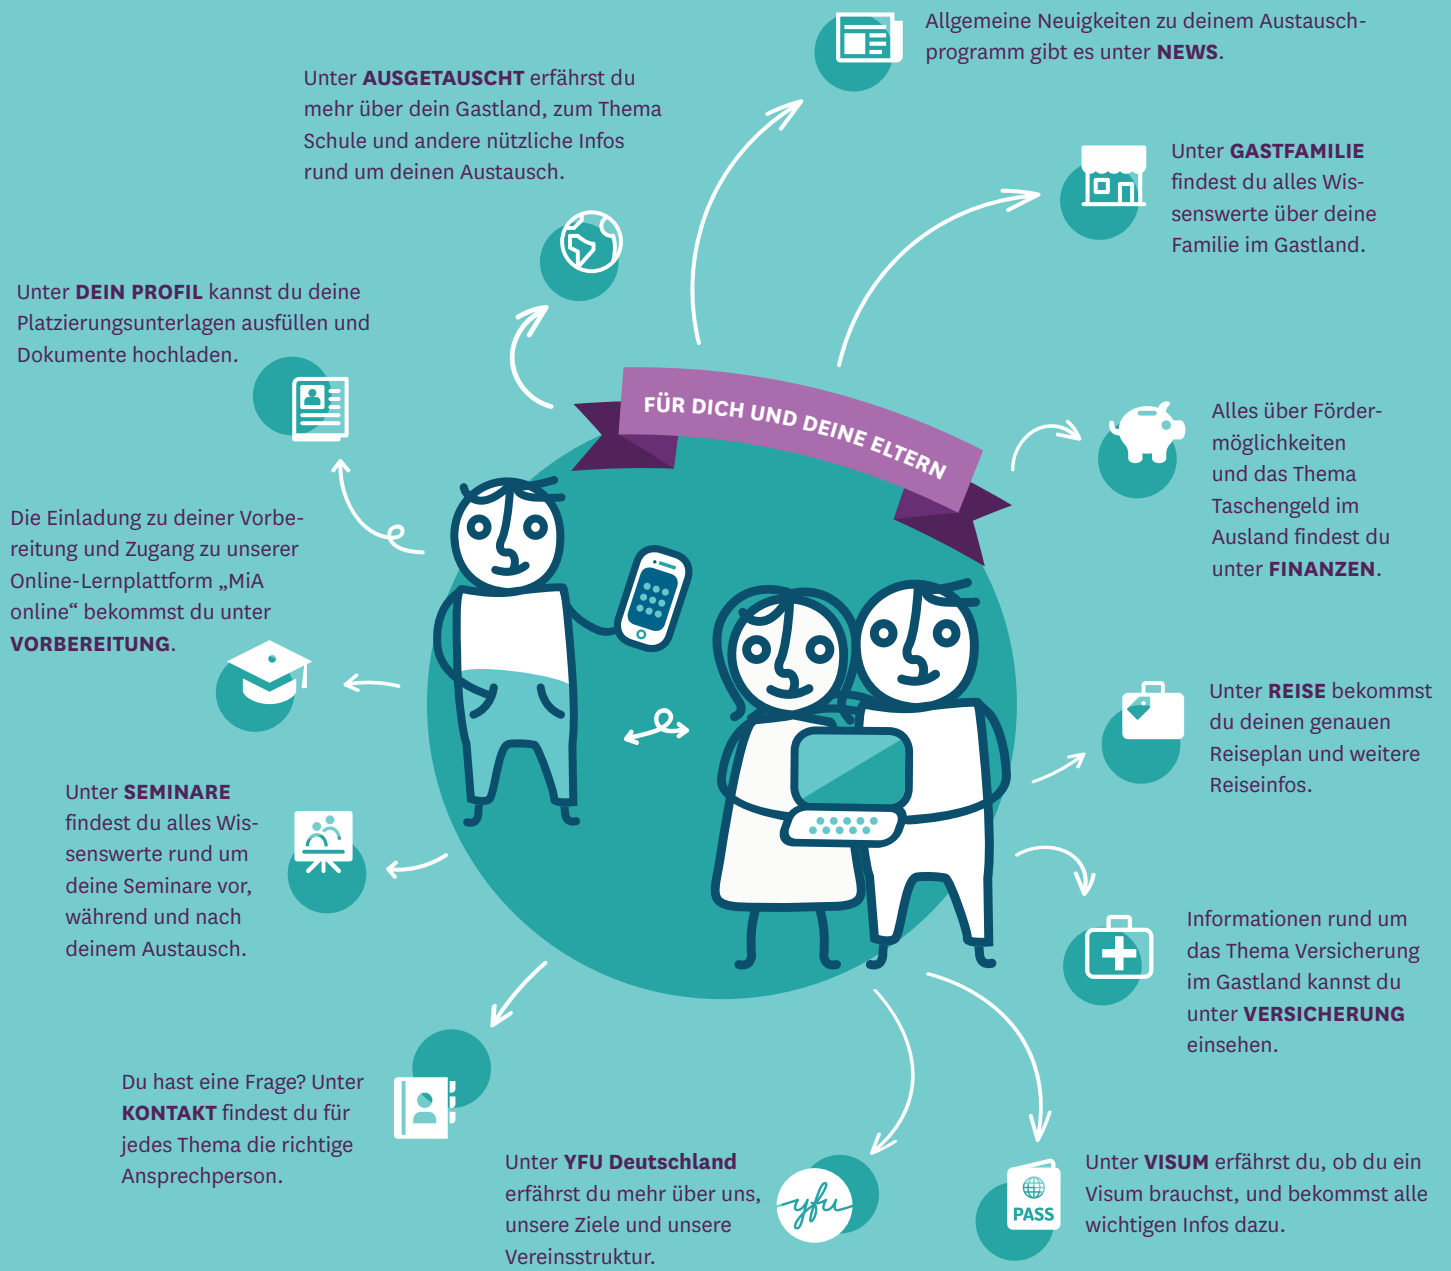 Allgemeine Neuigkeiten zu deinem Austausch-
programm gibt es unter NEWS.
Unter AUSGETAUSCHT erfährst du
mehr über dein Gastland, zum Thema
Schule und andere nützliche Infos
rund um deinen Austausch.
Unter GASTFAMILIE
findest du alles Wis-
senswerte über deine
Familie im Gastland.
Unter DEIN PROFIL kannst du deine
Platzierungsunterlagen ausfüllen und
Dokumente hochladen.
FÜR DICH UND DEINE ELTERN
Alles über Förder-
möglichkeiten
und das Thema
Taschengeld im
Ausland findest du
unter FINANZEN.
Die Einladung zu deiner Vorbe-
reitung und Zugang zu unserer
Online-Lernplattform „MiA
online“ bekommst du unter
VORBEREITUNG.
Unter REISE bekommst
du deinen genauen
Reiseplan und weitere
Reiseinfos.
Unter SEMINARE
findest du alles Wis-
senswerte rund um
deine Seminare vor,
während und nach
deinem Austausch.
Informationen rund um
das Thema Versicherung
im Gastland kannst du
unter VERSICHERUNG
einsehen.
Du hast eine Frage? Unter
KONTAKT findest du für
jedes Thema die richtige
Ansprechperson.
Unter YFU Deutschland
erfährst du mehr über uns,
unsere Ziele und unsere
Vereinsstruktur.
yfu
PASS
Unter VISUM erfährst du, ob du ein
Visum brauchst, und bekommst alle
wichtigen Infos dazu.